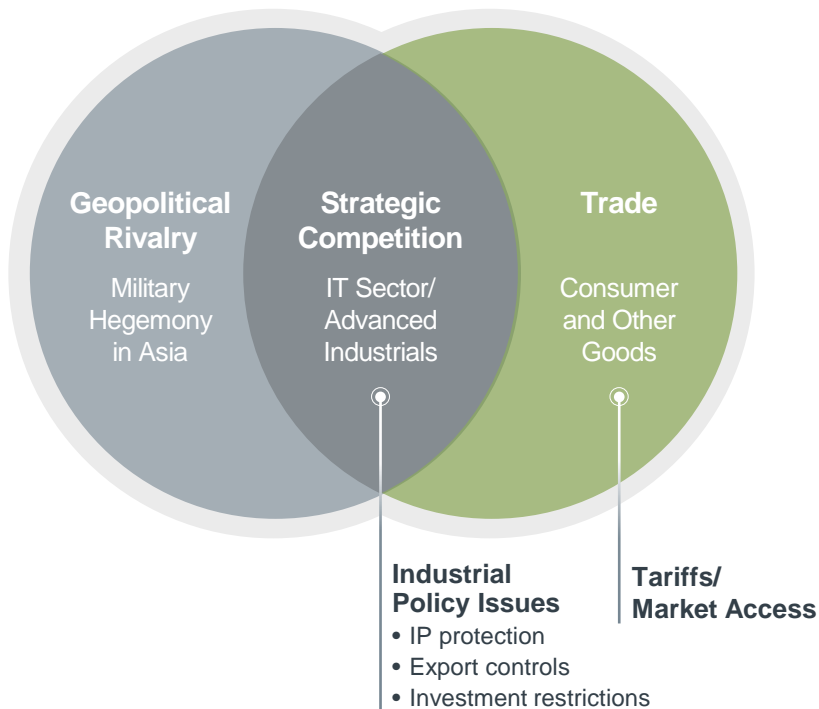 Geopolitical
Rivalry
Military
Hegemony
in Asia
Strategic
Competition
IT Sector/
Advanced
Industrials
Trade
Consumer
and Other
Goods
Industrial
Policy Issues
• IP protection
• Export controls
• Investment restrictions
Tariffs/
Market Access